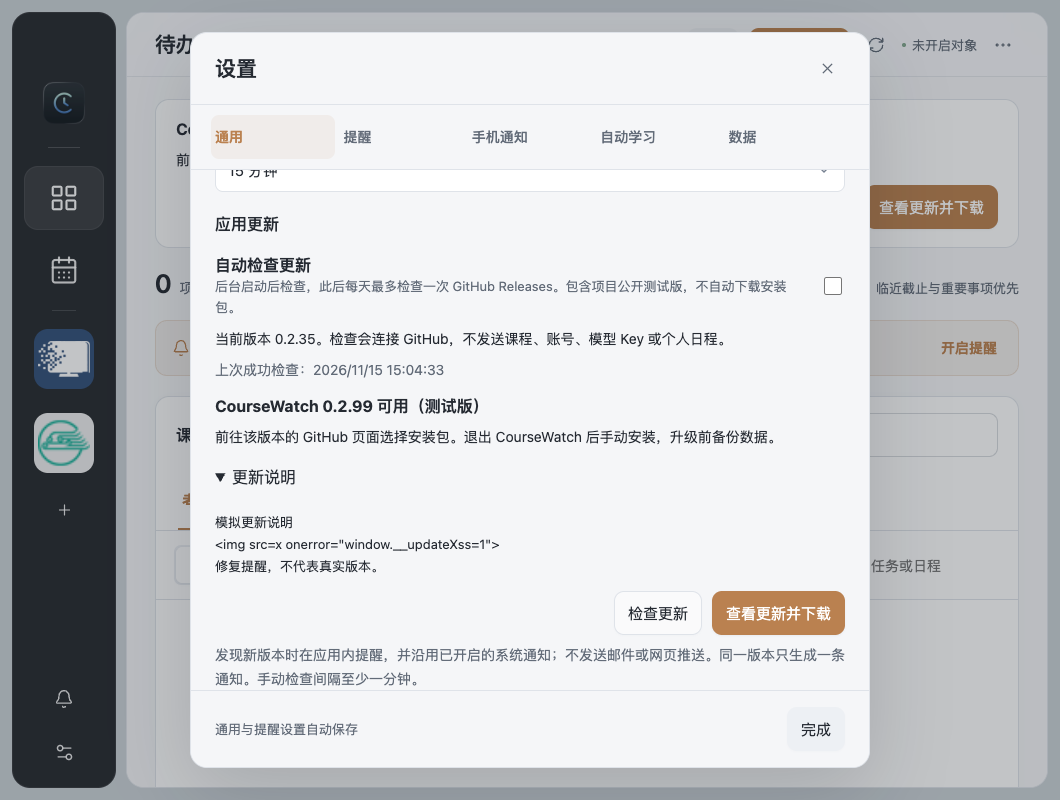 待办
未开启对象
设置
通用
提醒
手机通知
自动学习
数据
前
查看更新并下载
15 分钟
应用更新
自动检查更新
后台启动后检查，此后每天最多检查一次 GitHub Releases。包含项目公开测试版，不自动下载安装
包。
0 项
临近截止与重要事项优先
当前版本 0.2.35。检查会连接 GitHub，不发送课程、账号、模型 Key 或个人日程。
开启提醒
上次成功检查：2026/11/15 15:04:33
CourseWatch 0.2.99 可用（测试版）
前往该版本的 GitHub 页面选择安装包。退出 CourseWatch 后手动安装，升级前备份数据。
课
▼ 更新说明
模拟更新说明
<img src=x onerror="window.__updateXss=1">
修复提醒，不代表真实版本。
任务或日程
检查更新
查看更新并下载
发现新版本时在应用内提醒，并沿用已开启的系统通知；不发送邮件或网页推送。同一版本只生成一条
通知。手动检查间隔至少一分钟。
通用与提醒设置自动保存
完成